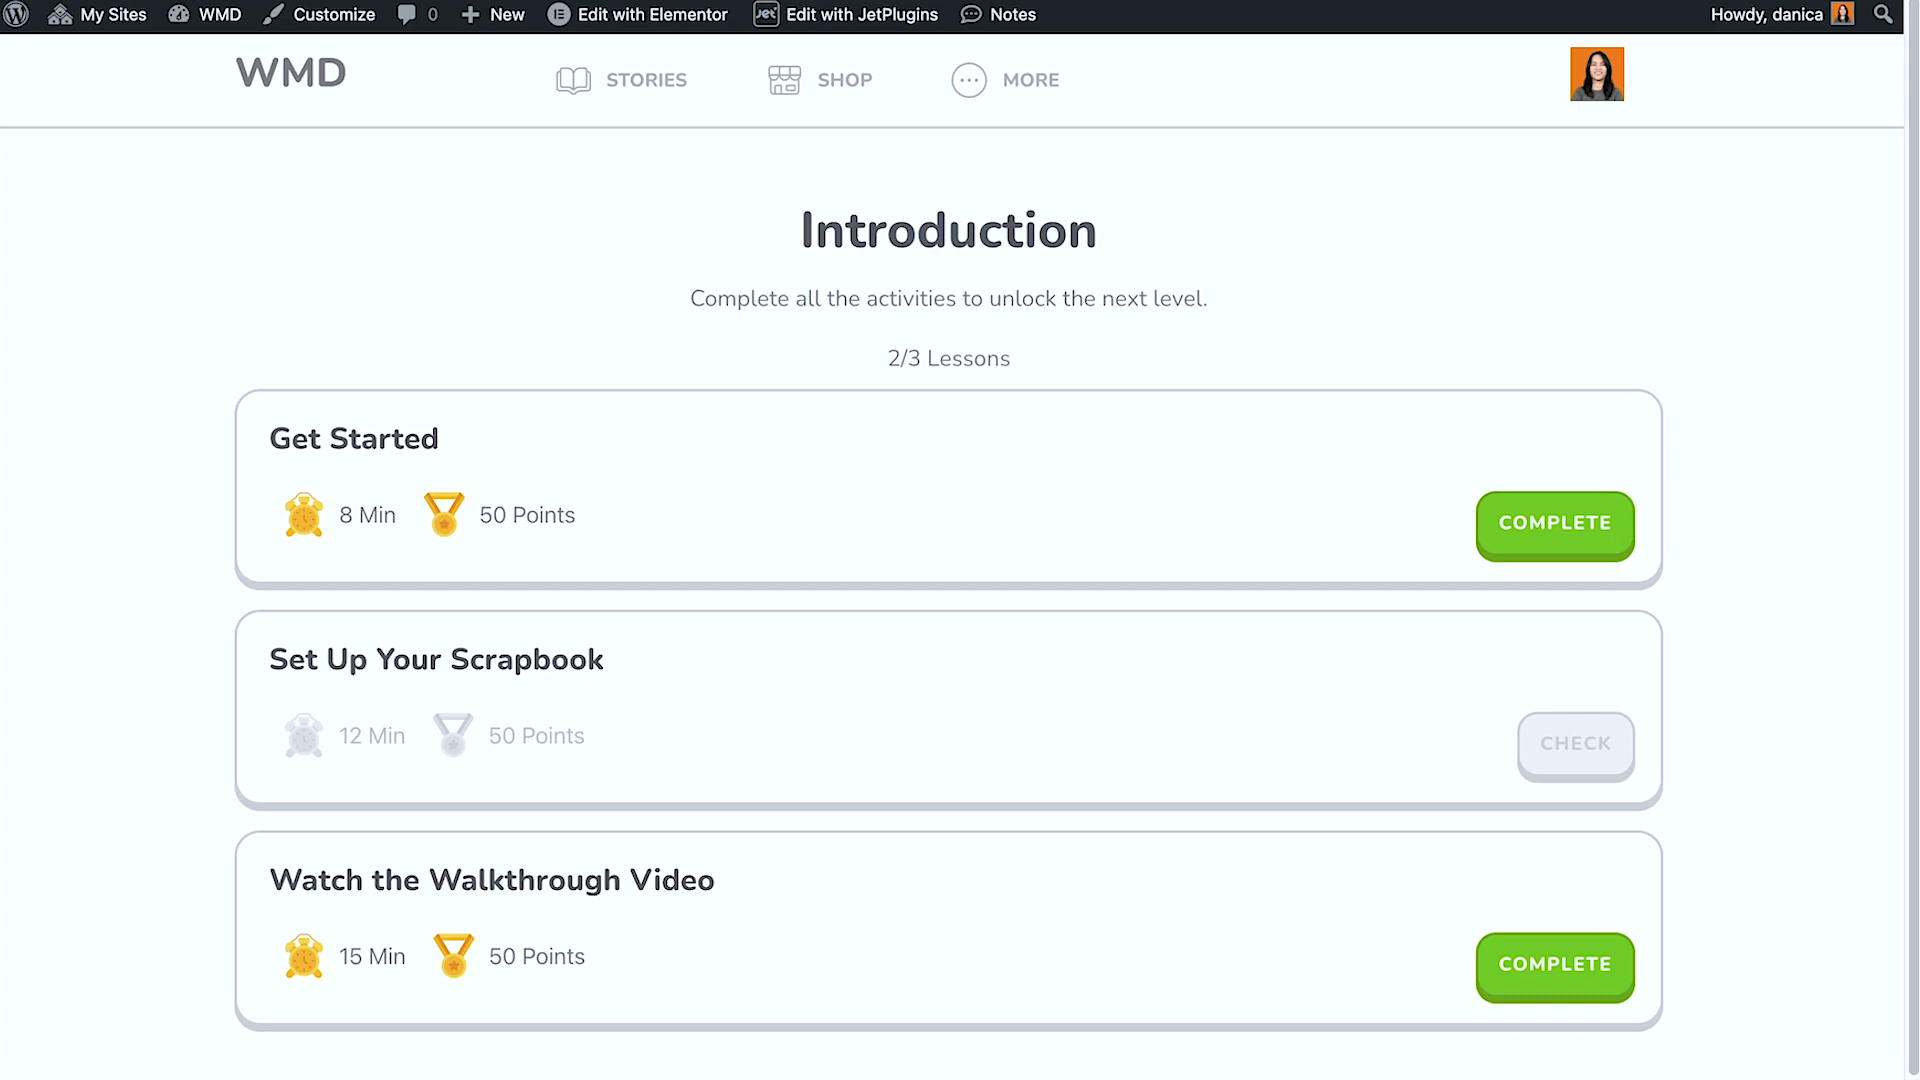 My Sites WMD Customize 0 New Edit with Elementor Jet Edit with JetPlugins Notes Howdy, danica
WMD STORIES SHOP MORE
Introduction
Complete all the activities to unlock the next level.
2/3 Lessons
Get Started
8 Min 50 Points COMPLETE
Set Up Your Scrapbook
12 Min 50 Points CHECK
Watch the Walkthrough Video
15 Min 50 Points COMPLETE